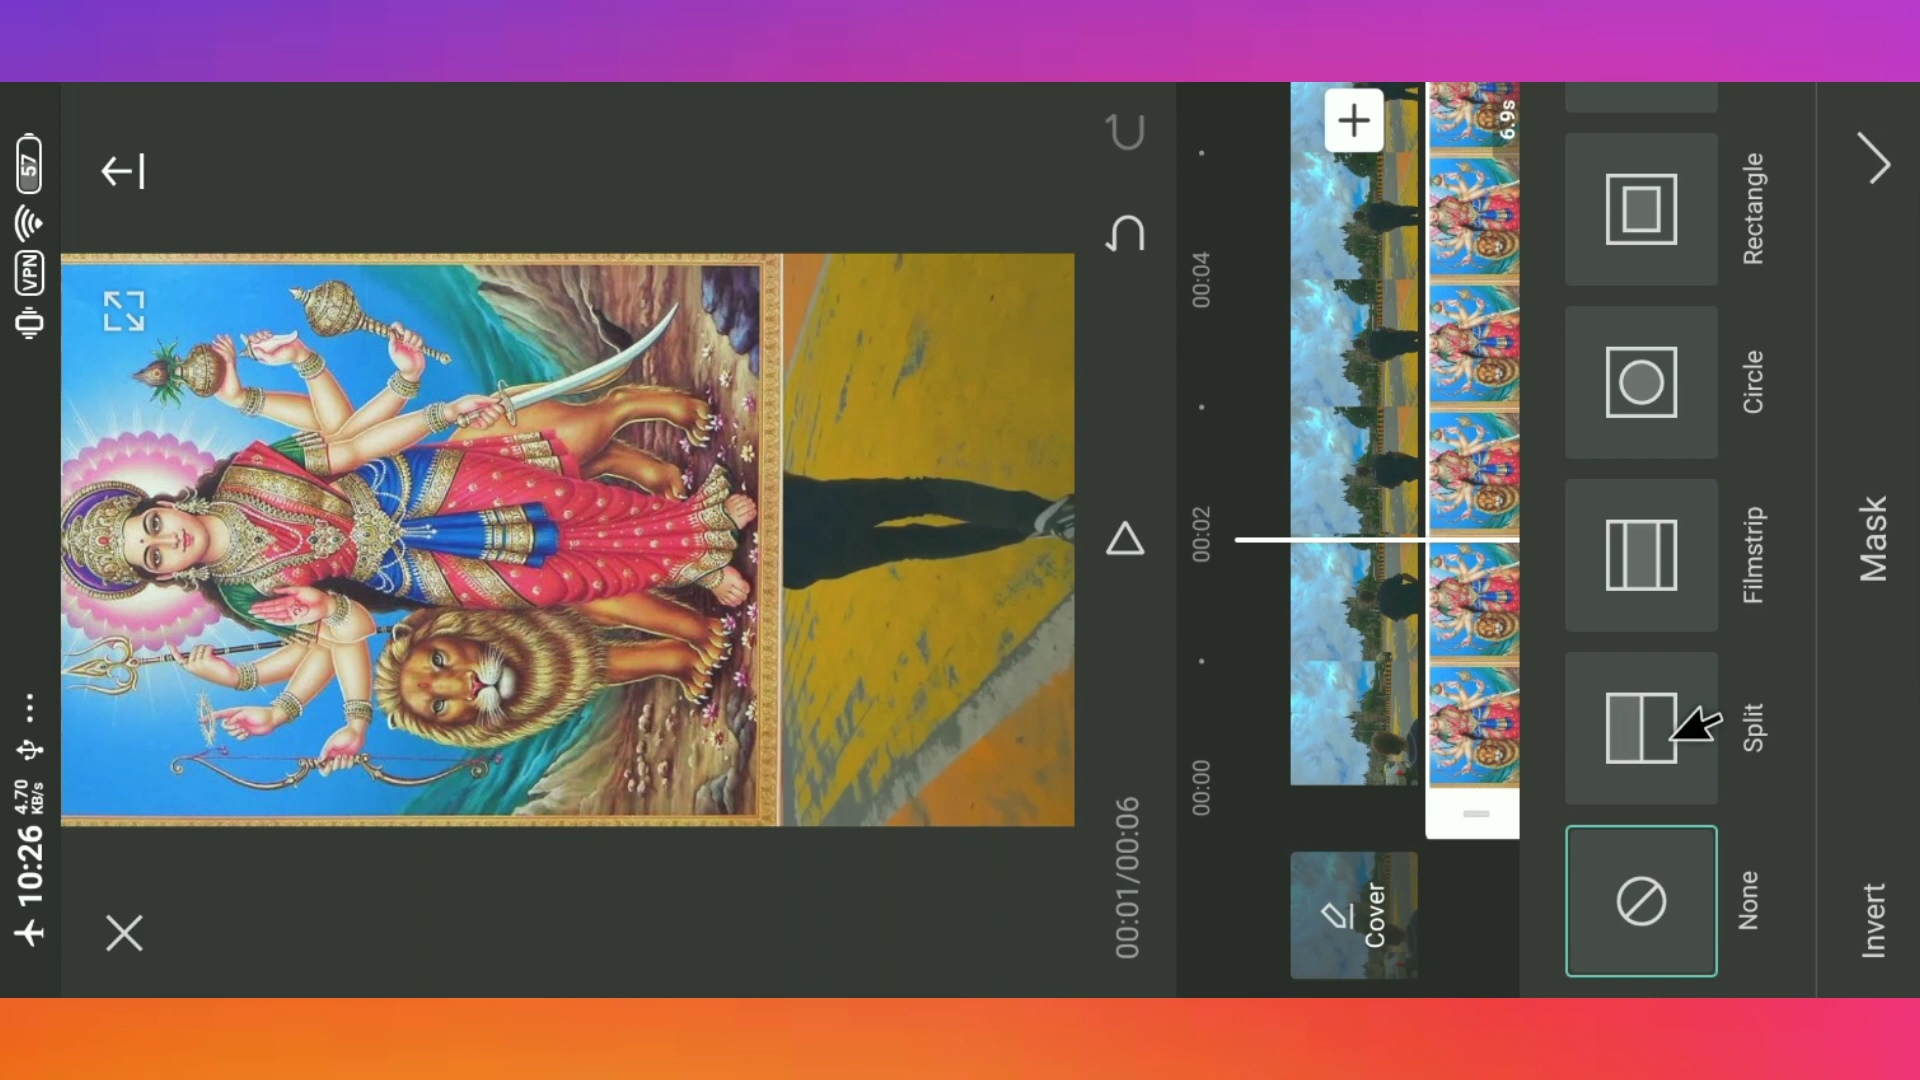 10:26 4.70 KB/s ... VPN 57
00:01/00:06
00:00 00:02 00:04
Cover
6.9s
None Split Filmstrip Circle Rectangle
Invert Mask